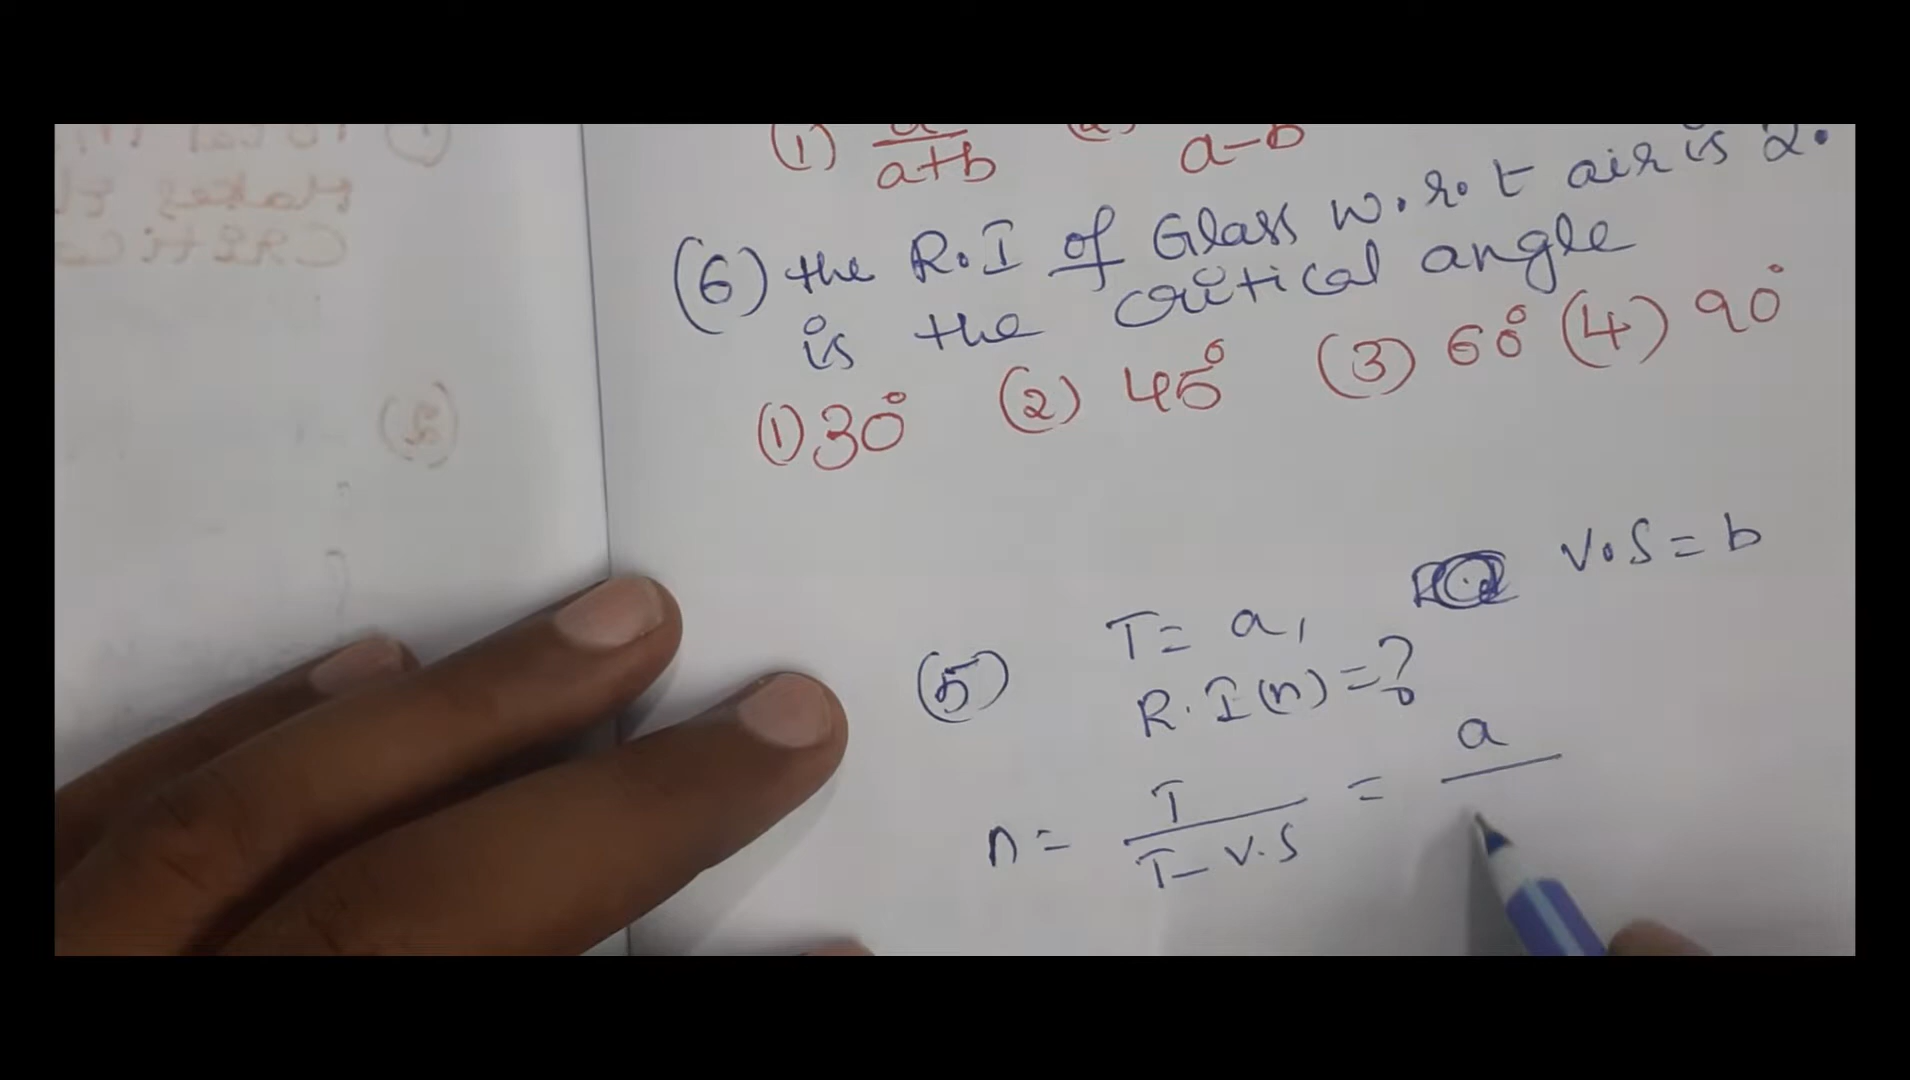 (1) a/a+b (2) a-b
(6) the R.I of Glass w.r.t air is 2.
is the critical angle
(1) 30° (2) 45° (3) 60° (4) 90°
V.S = b
(5) T = a,
R.I (n) = ?
n = T/T-V.S = a